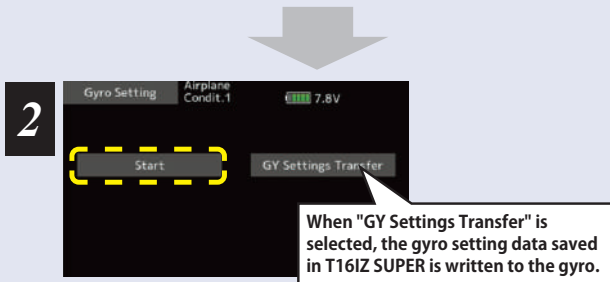 2
Gyro Setting
Airplane
Condit.1
7.8V
Start
GY Settings Transfer
When "GY Settings Transfer" is
selected, the gyro setting data saved
in T16IZ SUPER is written to the gyro.